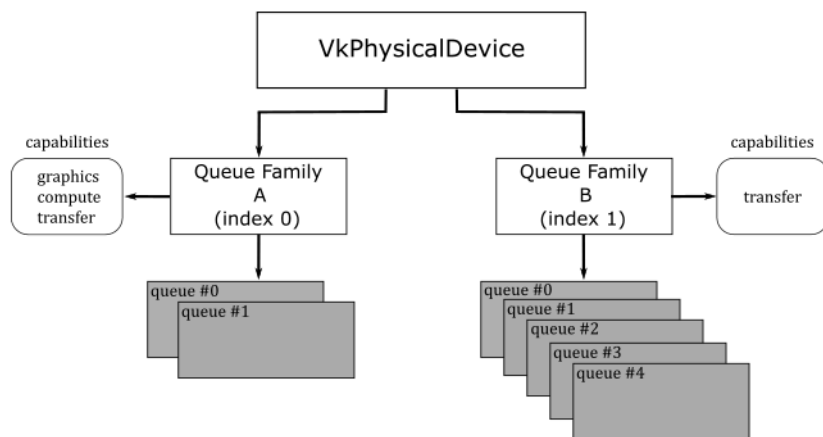 VkPhysicalDevice
capabilities
graphics
compute
transfer
Queue Family
A
(index 0)
Queue Family
B
(index 1)
capabilities
transfer
queue #0
queue #1
queue #0
queue #1
queue #2
queue #3
queue #4